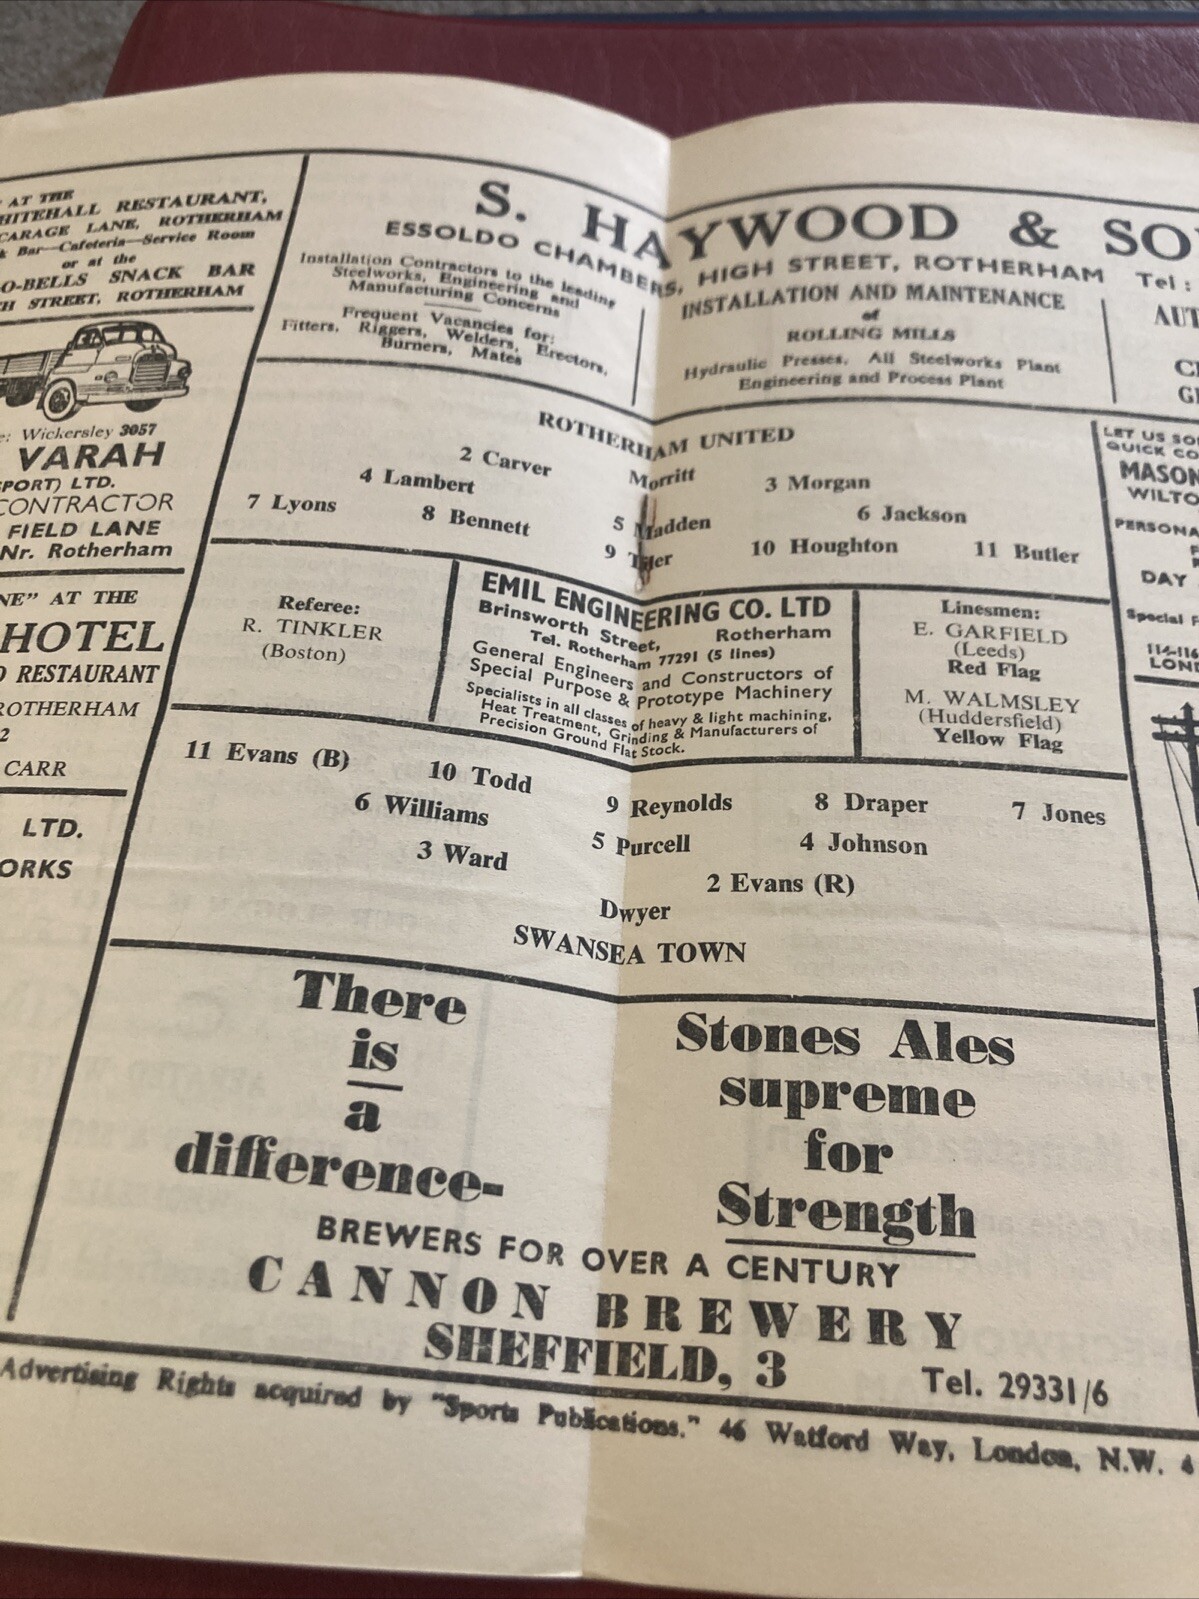 AT THE
WHITEHALL RESTAURANT,
CARAGE LANE, ROTHERHAM
Bar—Cafeteria—Service Room
or at the
O-BELLS SNACK BAR
STREET, ROTHERHAM
Wickersley 3057
VARAH
LTD.
CONTRACTOR
FIELD LANE
Nr. Rotherham
AT THE
HOTEL
RESTAURANT
ROTHERHAM
2
CARR
LTD.
ORKS
S. HAYWOOD &
ESSOLDO CHAMBERS, HIGH STREET, ROTHERHAM Tel :
Installation Contractors to the leading
Steelworks, Engineering and
Manufacturing Concerns
Frequent Vacancies for:
Fitters, Riggers, Welders, Erectors,
Burners, Mates
INSTALLATION AND MAINTENANCE
of
ROLLING MILLS
Hydraulic Presses, All Steelworks Plant
Engineering and Process Plant
ROTHERHAM UNITED
Morritt
2 Carver 3 Morgan
4 Lambert 5 Madden 6 Jackson
7 Lyons 8 Bennett 9 10 Houghton 11 Butler
Referee:
R. TINKLER
(Boston)
EMIL ENGINEERING CO. LTD
Brinsworth Street, Rotherham
Tel. Rotherham 77291 (5 lines)
General Engineers and Constructors of
Special Purpose & Prototype Machinery
Specialists in all classes of heavy & light machining,
Heat Treatment, Grinding & Manufacturers of
Precision Ground Flat Stock.
Linesmen:
E. GARFIELD
(Leeds)
Red Flag
M. WALMSLEY
(Huddersfield)
Yellow Flag
11 Evans (B) 10 Todd 9 Reynolds 8 Draper 7 Jones
6 Williams 5 Purcell 4 Johnson
3 Ward 2 Evans (R)
Dwyer
SWANSEA TOWN
There
is
a
difference-
Stones Ales
supreme
for
Strength
BREWERS FOR OVER A CENTURY
CANNON BREWERY
SHEFFIELD, 3 Tel. 29331/6
LET US
QUICK
MASON
PERSONA
DAY
Special
114-116
Advertising Rights acquired by "Sports Publications." 46 Watford Way, London, N.W. 4